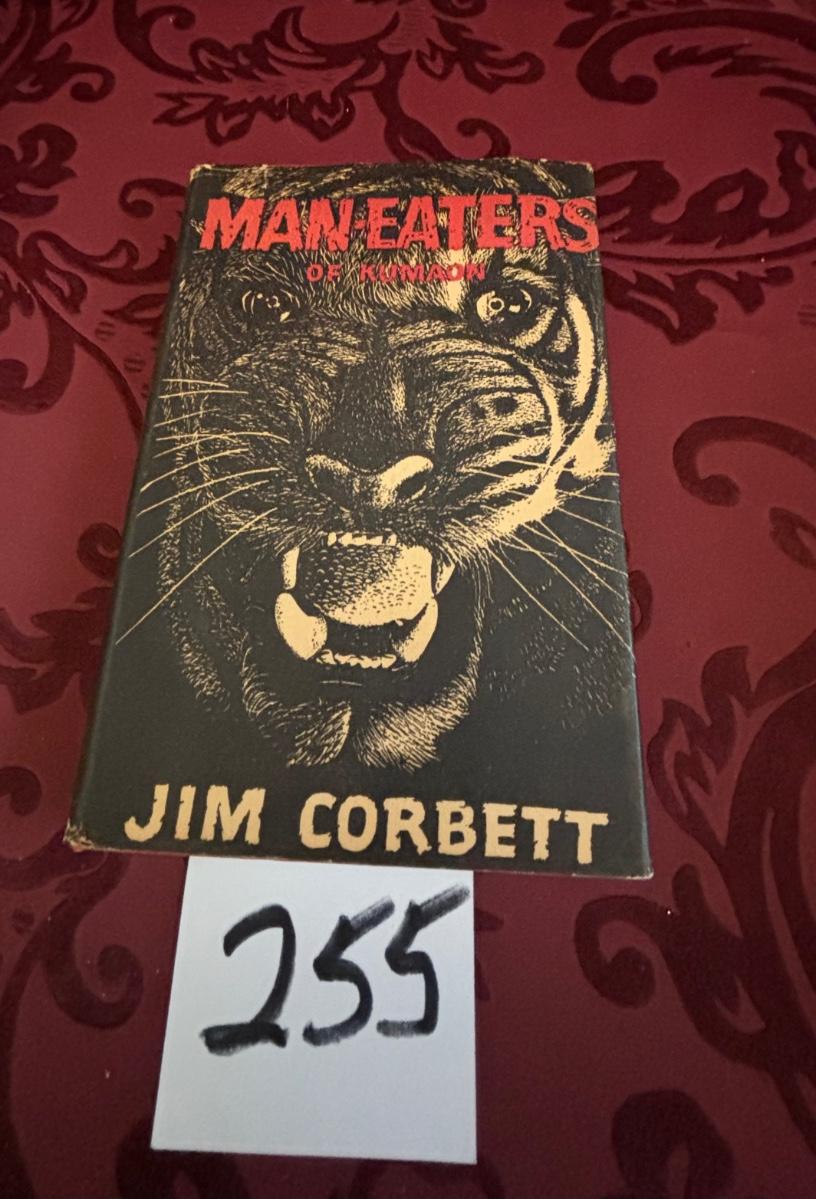 MAN-EATERS
OF KUMAON
JIM CORBETT
255